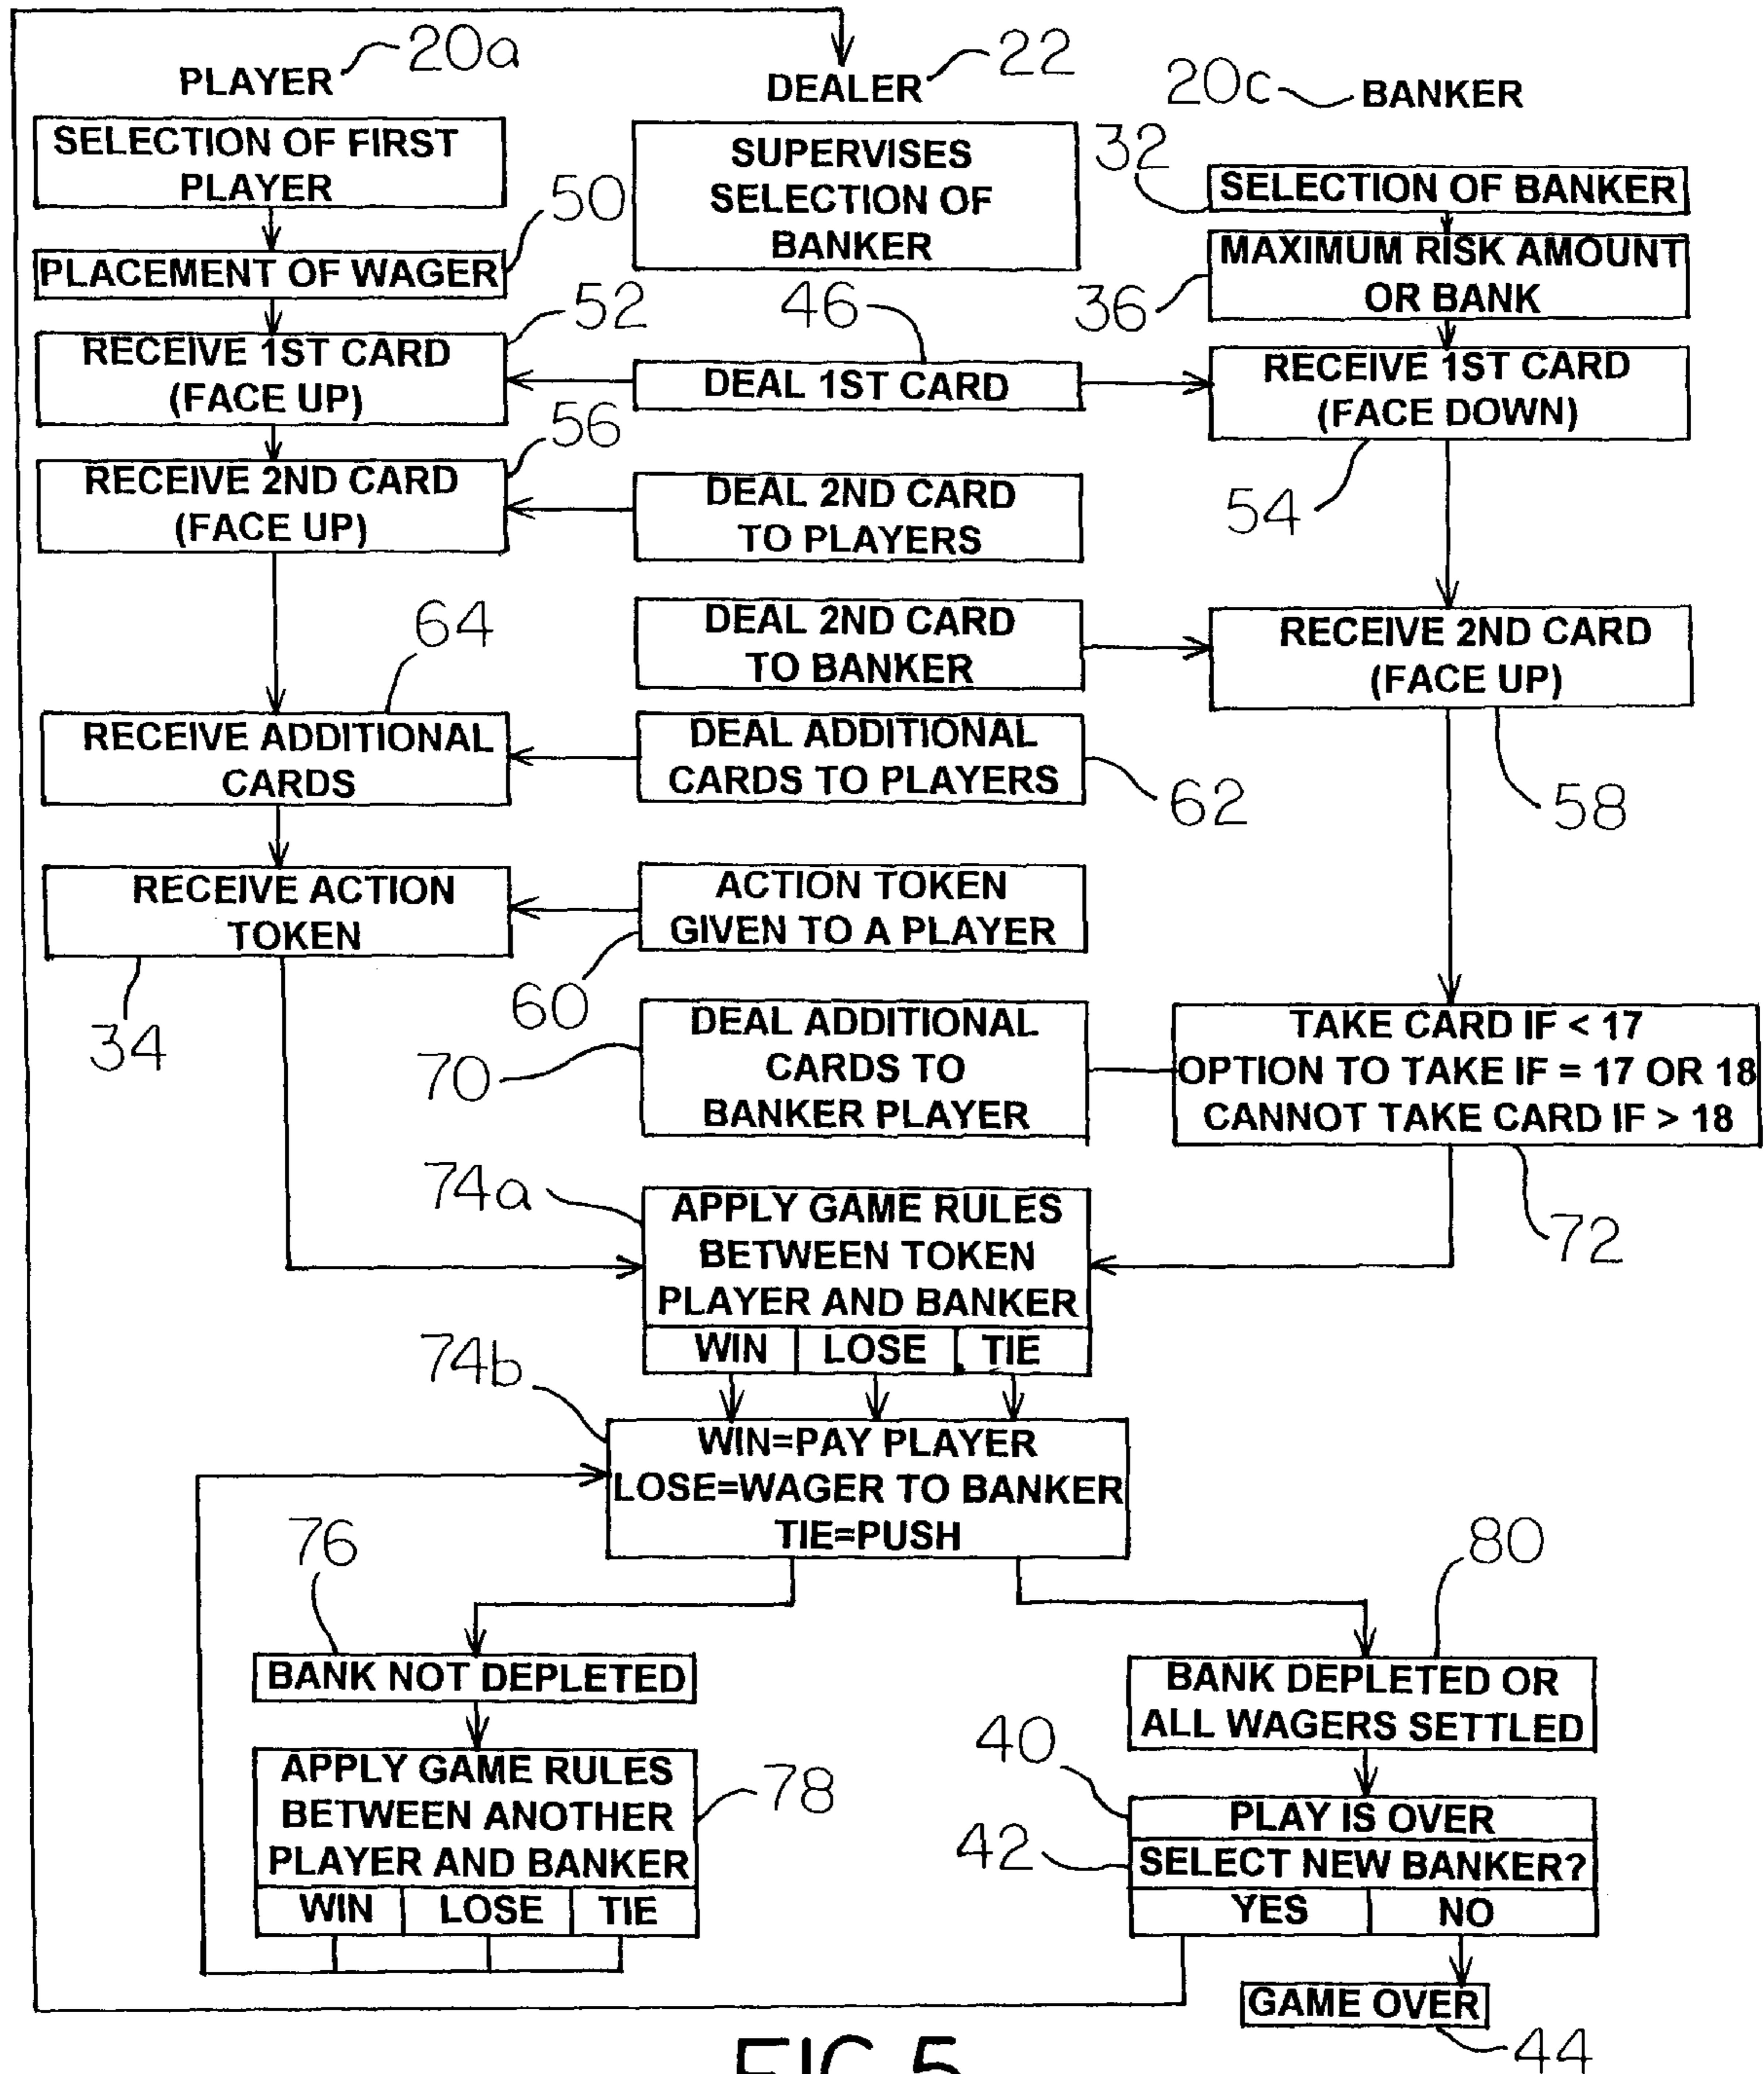 PLAYER 20a
DEALER 22
20c BANKER
SELECTION OF FIRST
PLAYER
50
PLACEMENT OF WAGER
SUPERVISES
SELECTION OF
BANKER
32
SELECTION OF BANKER
MAXIMUM RISK AMOUNT
OR BANK
36
52
RECEIVE 1ST CARD
(FACE UP)
46
DEAL 1ST CARD
RECEIVE 1ST CARD
(FACE DOWN)
54
56
RECEIVE 2ND CARD
(FACE UP)
DEAL 2ND CARD
TO PLAYERS
DEAL 2ND CARD
TO BANKER
RECEIVE 2ND CARD
(FACE UP)
58
64
RECEIVE ADDITIONAL
CARDS
DEAL ADDITIONAL
CARDS TO PLAYERS
62
RECEIVE ACTION
TOKEN
34
ACTION TOKEN
GIVEN TO A PLAYER
60
70
DEAL ADDITIONAL
CARDS TO
BANKER PLAYER
TAKE CARD IF < 17
OPTION TO TAKE IF = 17 OR 18
CANNOT TAKE CARD IF > 18
72
74a
APPLY GAME RULES
BETWEEN TOKEN
PLAYER AND BANKER
WIN LOSE TIE
74b
WIN=PAY PLAYER
LOSE=WAGER TO BANKER
TIE=PUSH
76
BANK NOT DEPLETED
APPLY GAME RULES
BETWEEN ANOTHER
PLAYER AND BANKER
78
WIN LOSE TIE
80
BANK DEPLETED OR
ALL WAGERS SETTLED
40
PLAY IS OVER
42
SELECT NEW BANKER?
YES NO
GAME OVER
44
FIG.5